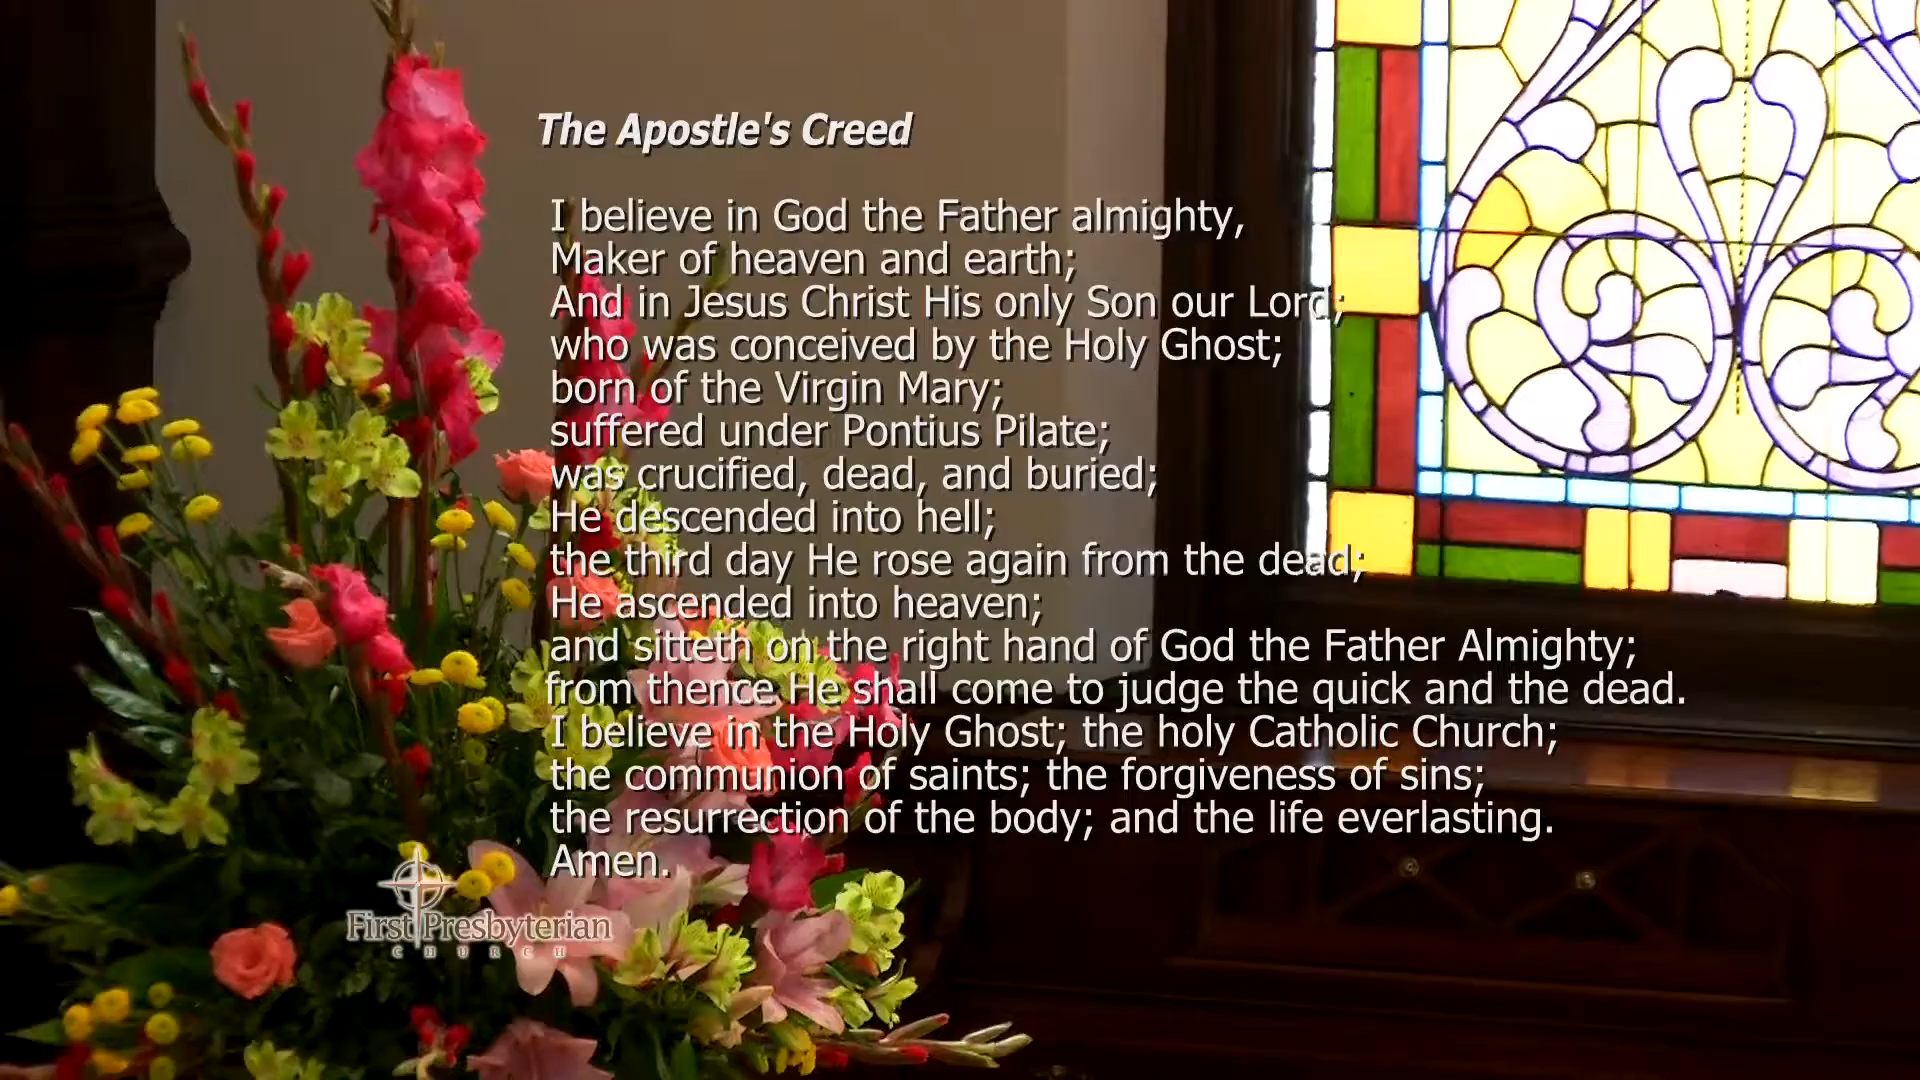 The Apostle's Creed
I believe in God the Father almighty,
Maker of heaven and earth;
And in Jesus Christ His only Son our Lord;
who was conceived by the Holy Ghost;
born of the Virgin Mary;
suffered under Pontius Pilate;
was crucified, dead, and buried;
He descended into hell;
the third day He rose again from the dead;
He ascended into heaven;
and sitteth on the right hand of God the Father Almighty;
from thence He shall come to judge the quick and the dead.
I believe in the Holy Ghost; the holy Catholic Church;
the communion of saints; the forgiveness of sins;
the resurrection of the body; and the life everlasting.
Amen.
First Presbyterian
CHURCH